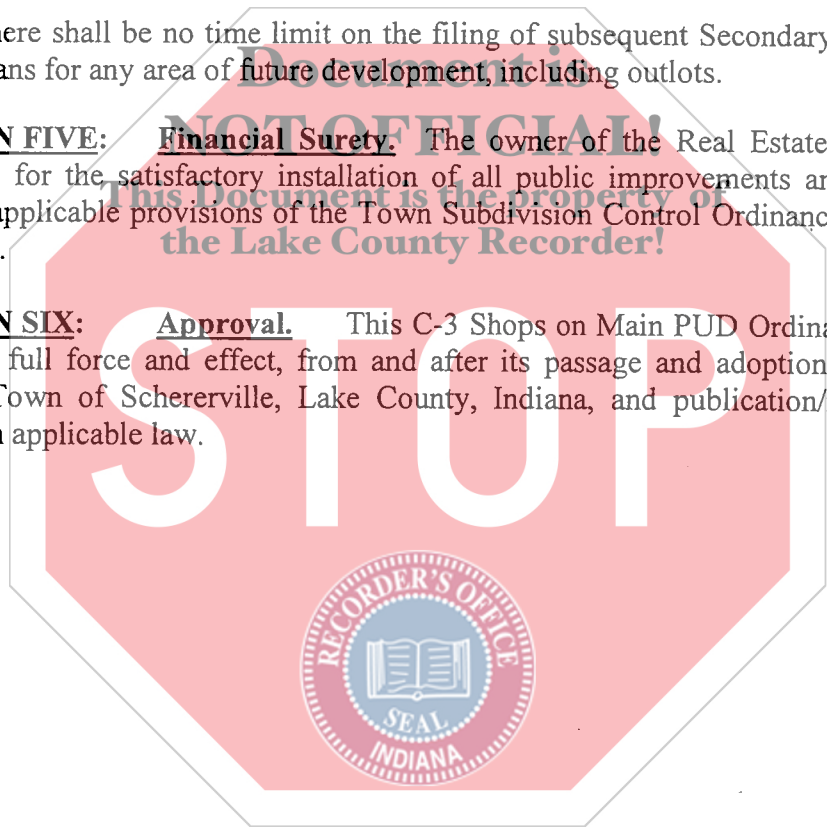 here shall be no time limit on the filing of subsequent Secondary
ans for any area of future development, including outlots.
Document is
NOT OFFICIAL!
This Document is the property of
the Lake County Recorder!
N FIVE: Financial Surety. The owner of the Real Estate
for the satisfactory installation of all public improvements an
applicable provisions of the Town Subdivision Control Ordinanc
.
N SIX: Approval. This C-3 Shops on Main PUD Ordina
full force and effect, from and after its passage and adoption
Town of Schererville, Lake County, Indiana, and publication/
n applicable law.
STOP
RECORDER'S OFFICE
SEAL
INDIANA